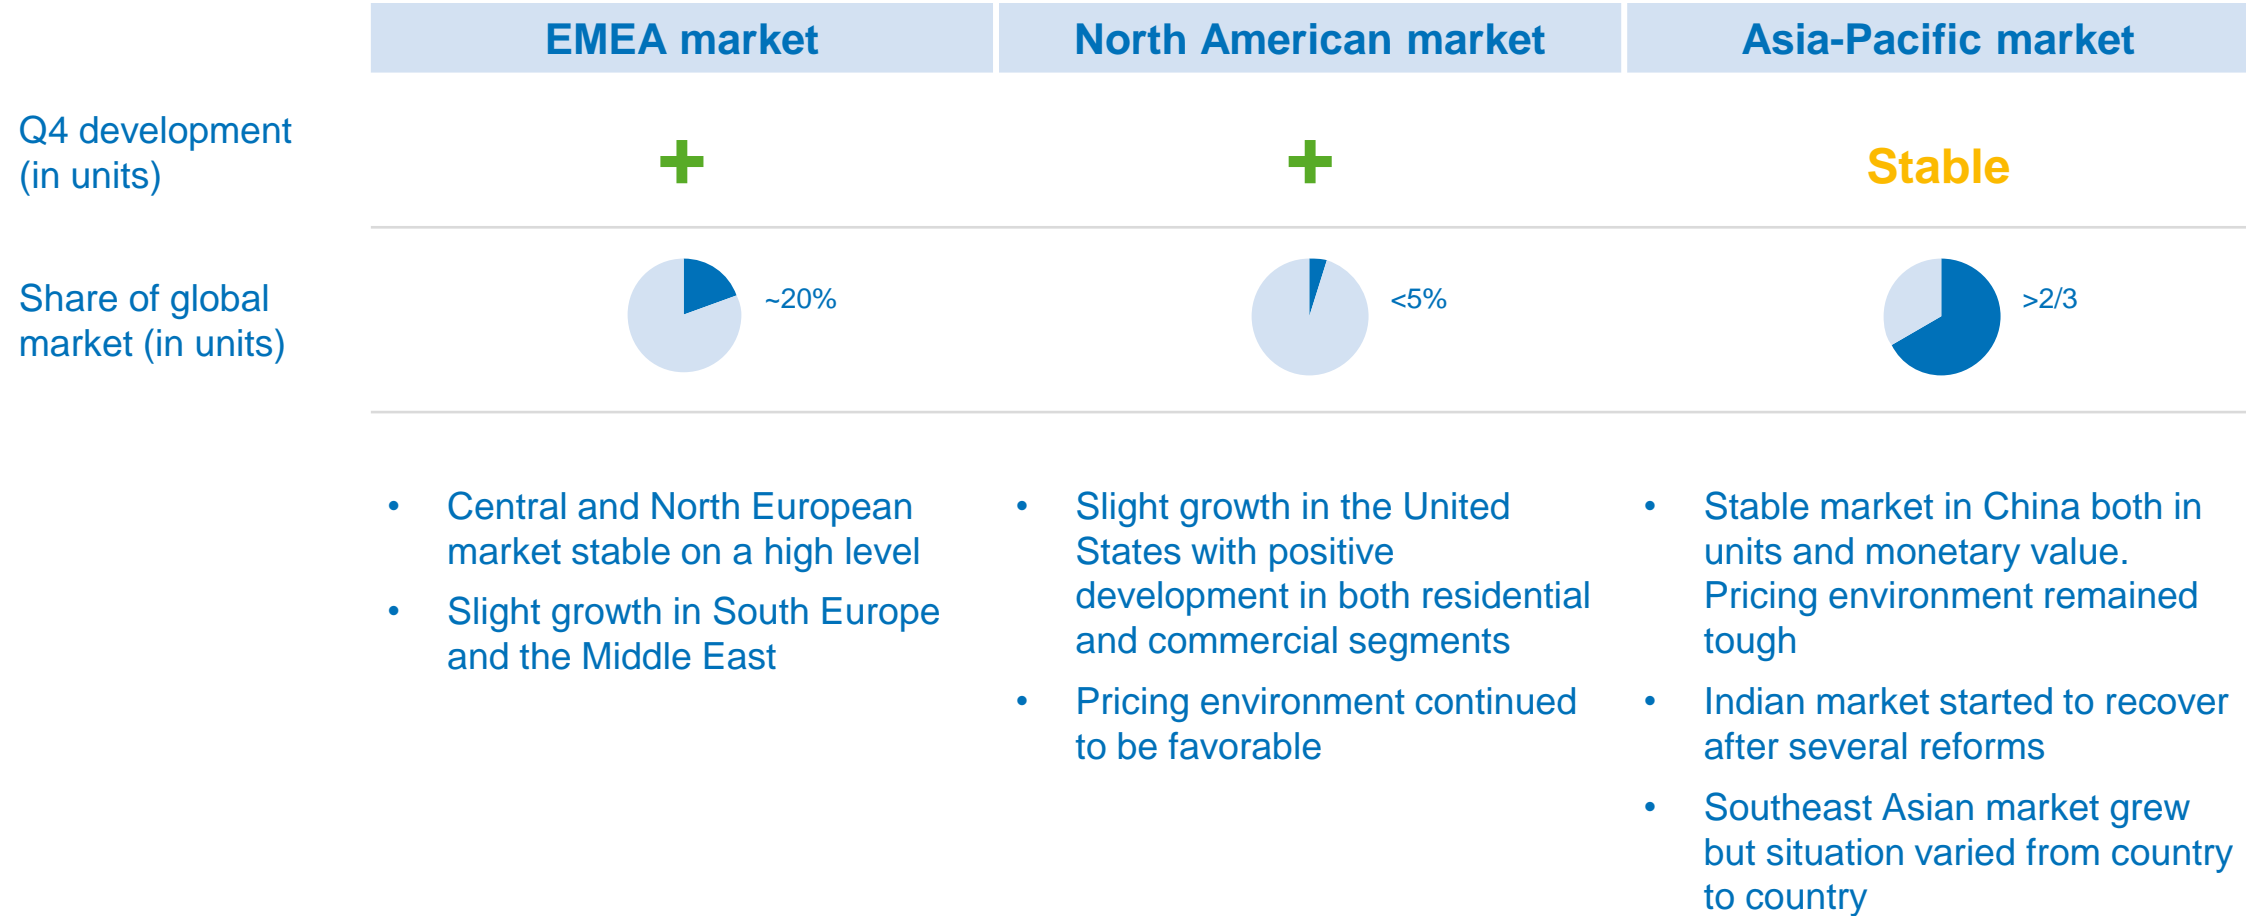 EMEA market
North American market
Asia-Pacific market
Q4 development
(in units)
+
+
Stable
Share of global
market (in units)
~20%
<5%
>2/3
• Central and North European
market stable on a high level
• Slight growth in South Europe
and the Middle East
• Slight growth in the United
States with positive
development in both residential
and commercial segments
• Pricing environment continued
to be favorable
• Stable market in China both in
units and monetary value.
Pricing environment remained
tough
• Indian market started to recover
after several reforms
• Southeast Asian market grew
but situation varied from country
to country